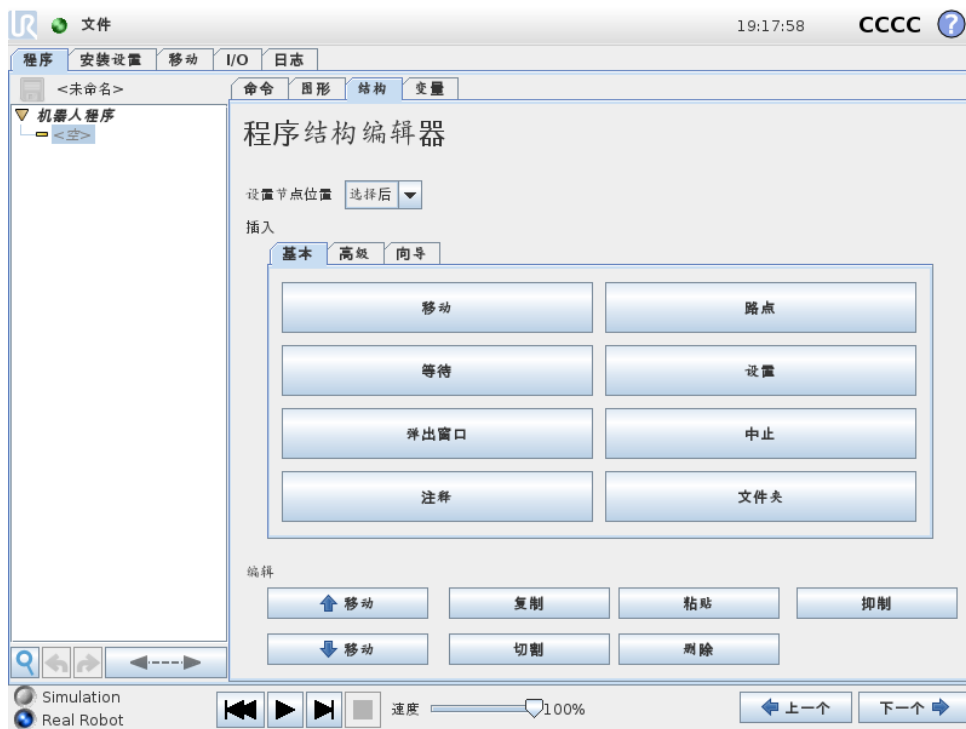 UR 文件 19:17:58 CCCC ?
程序 安装设置 移动 I/O 日志
<未命名> 命令 图形 结构 变量
机器人程序
<空>
程序结构编辑器
设置节点位置 选择后
插入
基本 高级 向导
移动 路点
等待 设置
弹出窗口 中止
注释 文件夹
编辑
移动 复制 粘贴 抑制
移动 切割 删除
Simulation
Real Robot
速度 100% 上一个 下一个